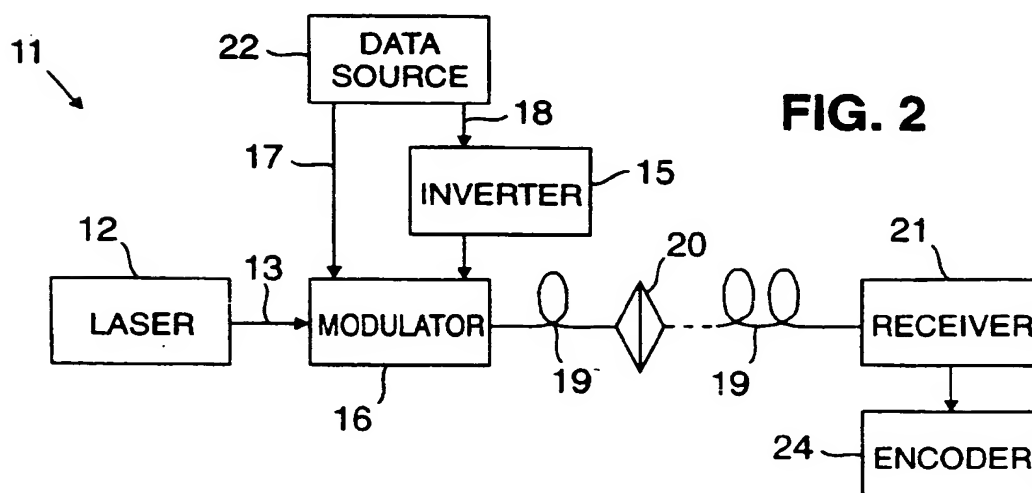 11
22
DATA
SOURCE
18
FIG. 2
17
INVERTER
15
12
13
LASER
MODULATOR
16
19
20
19
21
RECEIVER
24
ENCODER